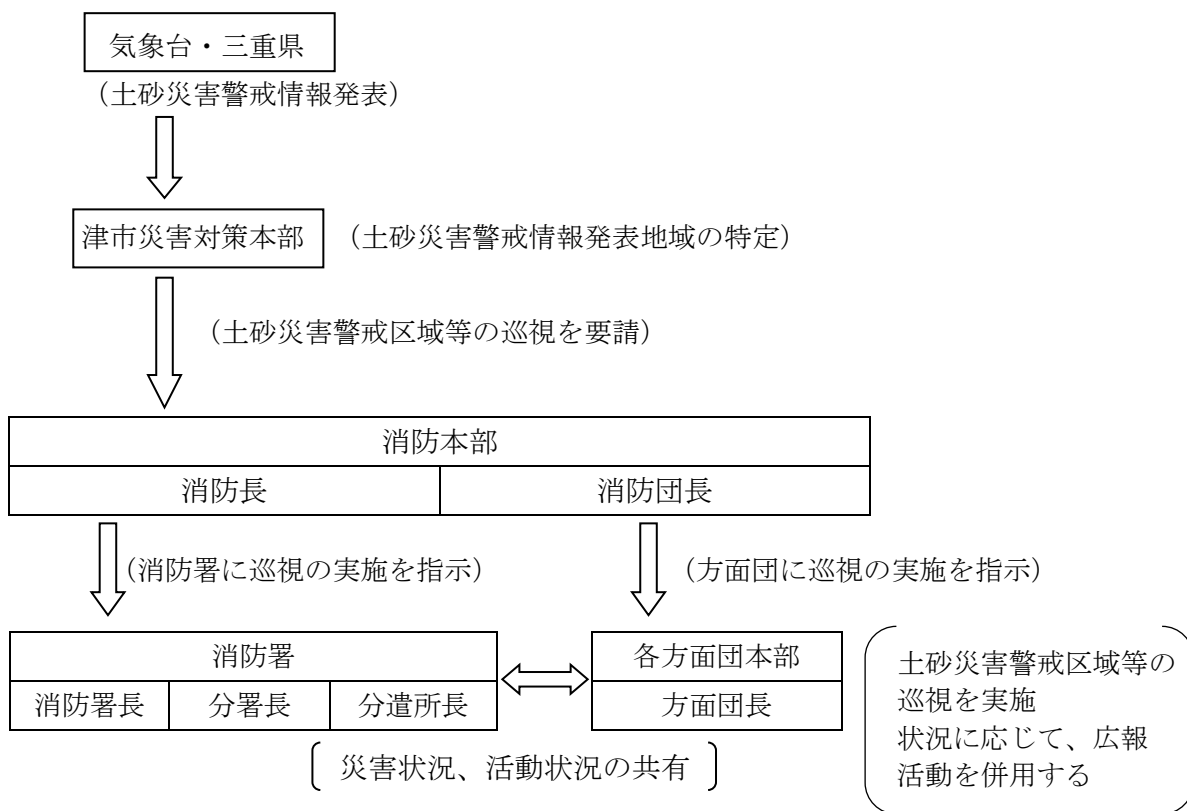 気象台・三重県
（土砂災害警戒情報発表）
津市災害対策本部
（土砂災害警戒情報発表地域の特定）
（土砂災害警戒区域等の巡視を要請）
消防本部
消防長
消防団長
（消防署に巡視の実施を指示）
（方面団に巡視の実施を指示）
消防署
消防署長
分署長
分遣所長
各方面団本部
方面団長
土砂災害警戒区域等の
巡視を実施
状況に応じて、広報
活動を併用する
災害状況、活動状況の共有